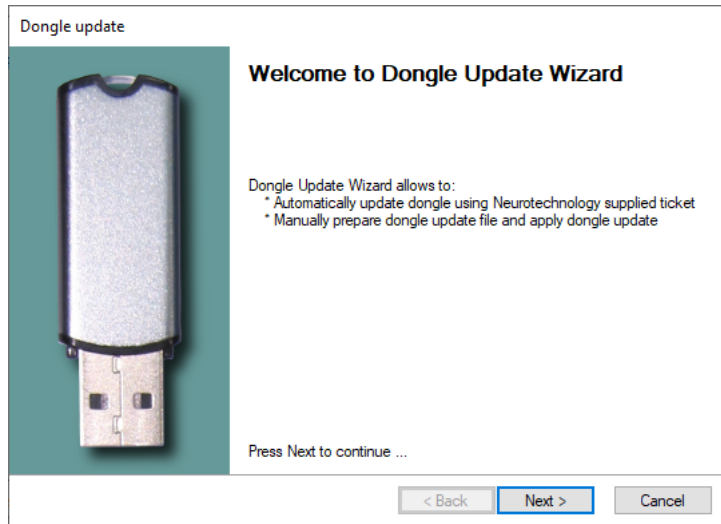 Dongle update
Welcome to Dongle Update Wizard
Dongle Update Wizard allows to:
* Automatically update dongle using Neurotechnology supplied ticket
* Manually prepare dongle update file and apply dongle update
Press Next to continue ...
< Back
Next >
Cancel